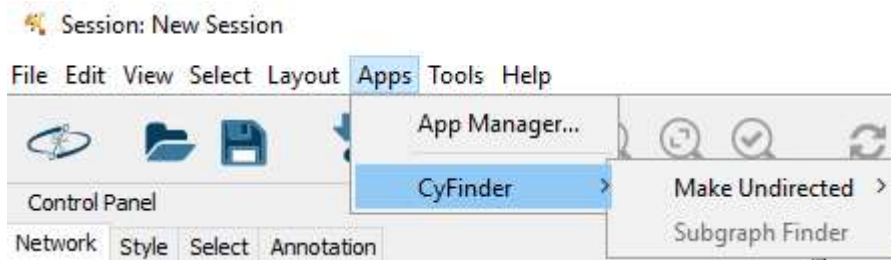 Session: New Session
File Edit View Select Layout Apps Tools Help
App Manager...
CyFinder
Make Undirected
Control Panel
Subgraph Finder
Network Style Select Annotation